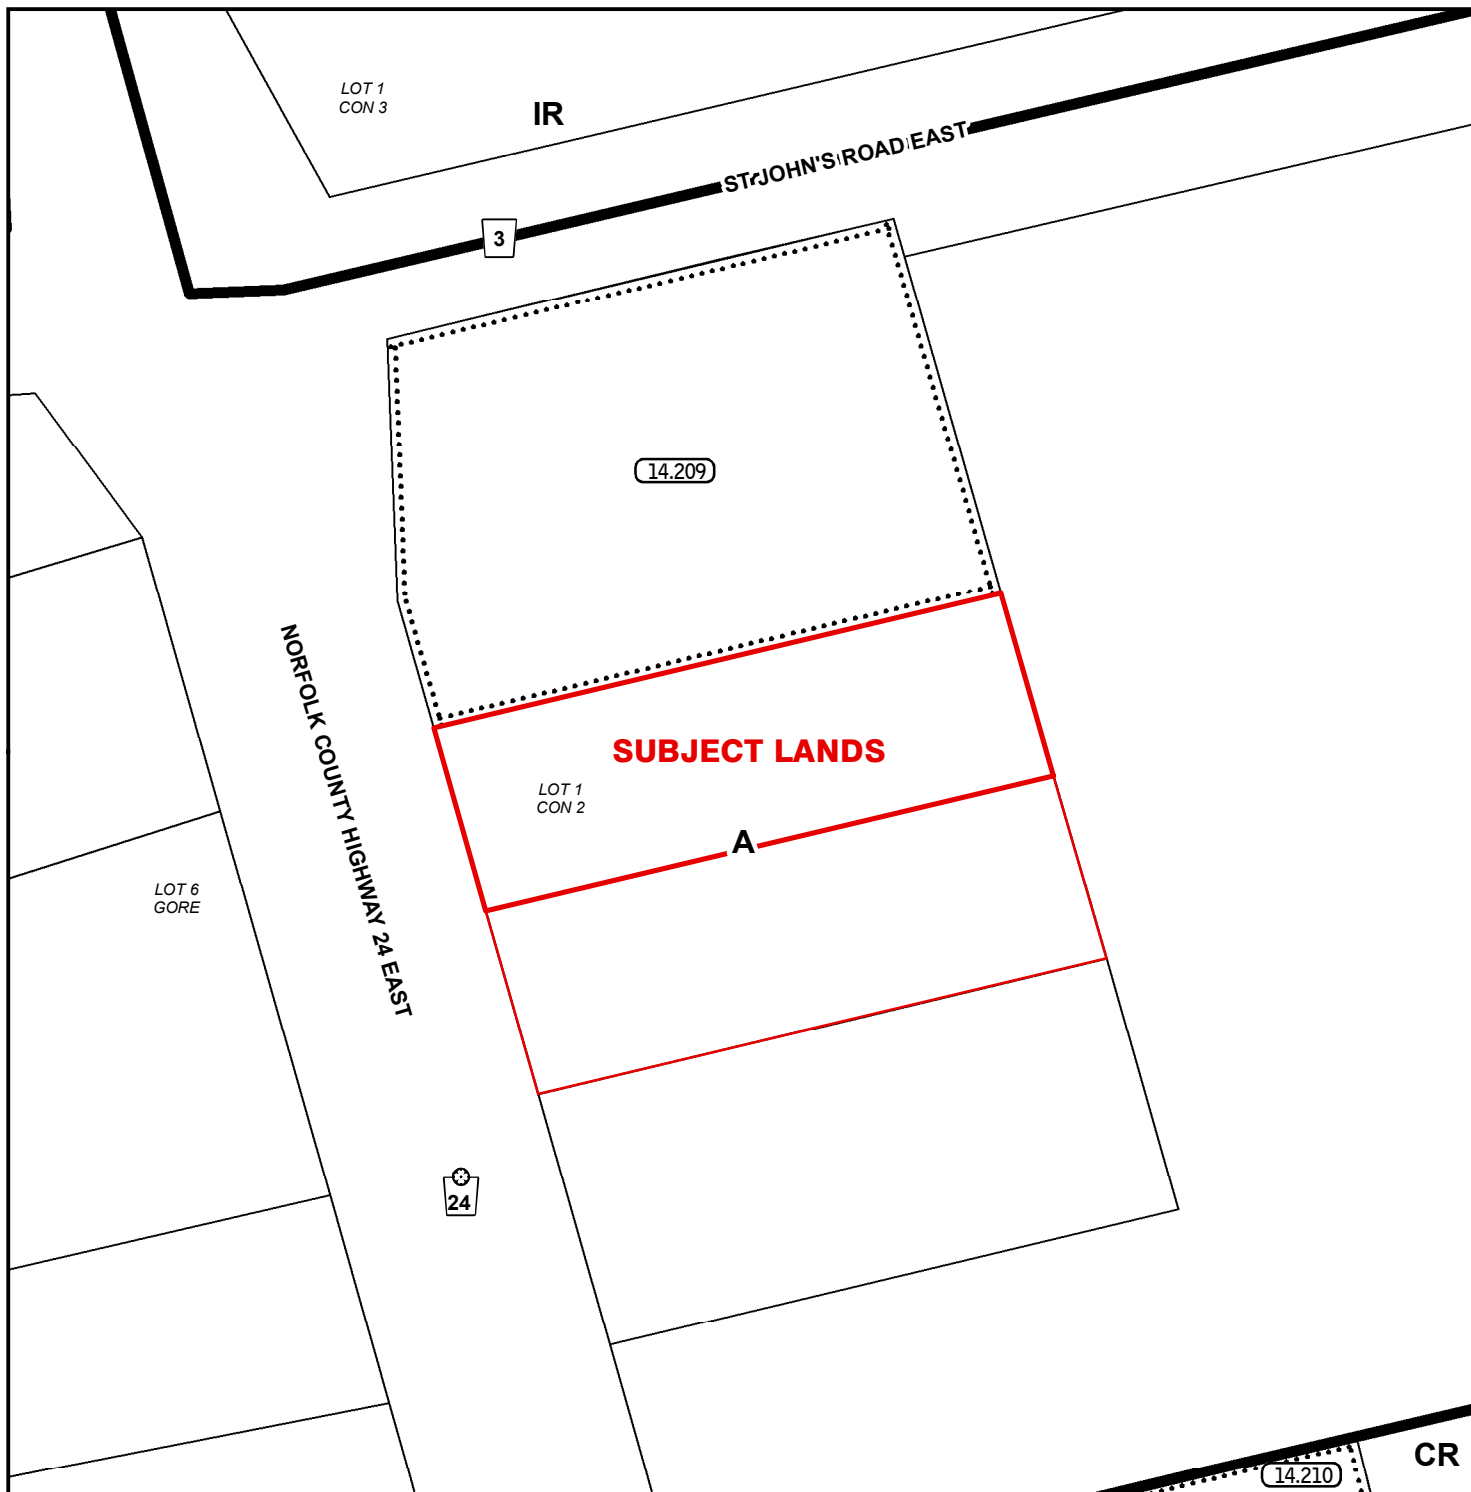 LOT 1
CON 3
IR
ST. JOHN'S ROAD EAST
3
14.209
NORFOLK COUNTY HIGHWAY 24 EAST
SUBJECT LANDS
LOT 1
CON 2
A
LOT 6
GORE
24
CR
14.210